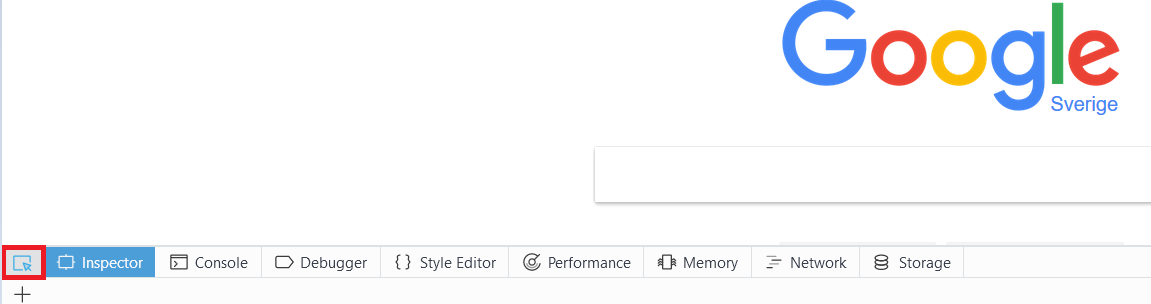 Google
Sverige
Inspector Console Debugger { } Style Editor Performance Memory Network Storage
+